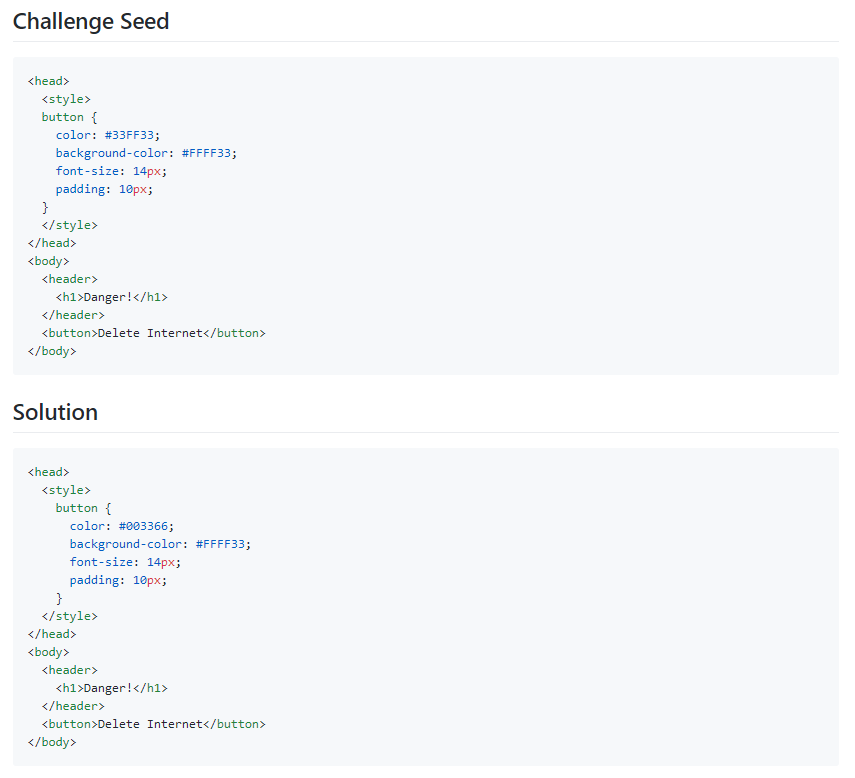 Challenge Seed
<head>
  <style>
  button {
    color: #33FF33;
    background-color: #FFFF33;
    font-size: 14px;
    padding: 10px;
  }
  </style>
</head>
<body>
  <header>
    <h1>Danger!</h1>
  </header>
  <button>Delete Internet</button>
</body>
Solution
<head>
  <style>
    button {
      color: #003366;
      background-color: #FFFF33;
      font-size: 14px;
      padding: 10px;
    }
  </style>
</head>
<body>
  <header>
    <h1>Danger!</h1>
  </header>
  <button>Delete Internet</button>
</body>